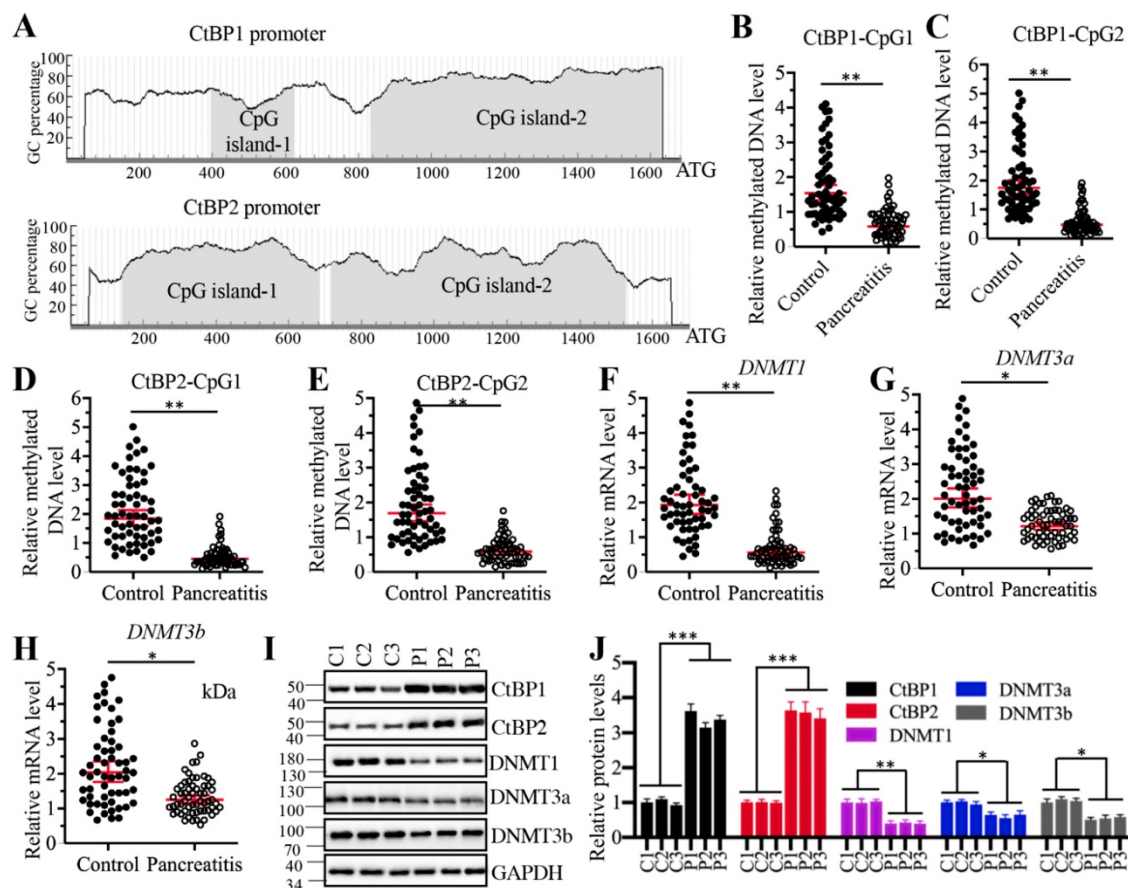 A
CtBP1 promoter
GC percentage
100
80
60
40
20
CpG
island-1
CpG island-2
200
400
600
800
1000
1200
1400
1600
ATG
CtBP2 promoter
GC percentage
100
80
60
40
20
CpG island-1
CpG island-2
200
400
600
800
1000
1200
1400
1600
ATG
B
CtBP1-CpG1
Relative methylated DNA level
5
4
3
2
1
0
**
Control
Pancreatitis
C
CtBP1-CpG2
Relative methylated DNA level
6
5
4
3
2
1
0
**
Control
Pancreatitis
D
CtBP2-CpG1
Relative methylated
DNA level
6
5
4
3
2
1
0
**
Control Pancreatitis
E
CtBP2-CpG2
Relative methylated
DNA level
5
4
3
2
1
0
**
Control Pancreatitis
F
DNMT1
Relative mRNA level
5
4
3
2
1
0
**
Control Pancreatitis
G
DNMT3a
Relative mRNA level
5
4
3
2
1
0
*
Control Pancreatitis
H
DNMT3b
Relative mRNA level
5
4
3
2
1
0
*
Control Pancreatitis
I
kDa
C1 C2 C3 P1 P2 P3
50
40
CtBP1
50
40
CtBP2
180
130
DNMT1
130
100
DNMT3a
100
70
DNMT3b
40
34
GAPDH
J
Relative protein levels
5
4
3
2
1
0
***
***
**
*
*
CtBP1
CtBP2
DNMT1
DNMT3a
DNMT3b
C1 C2 C3 P1 P2 P3
C1 C2 C3 P1 P2 P3
C1 C2 C3 P1 P2 P3
C1 C2 C3 P1 P2 P3
C1 C2 C3 P1 P2 P3